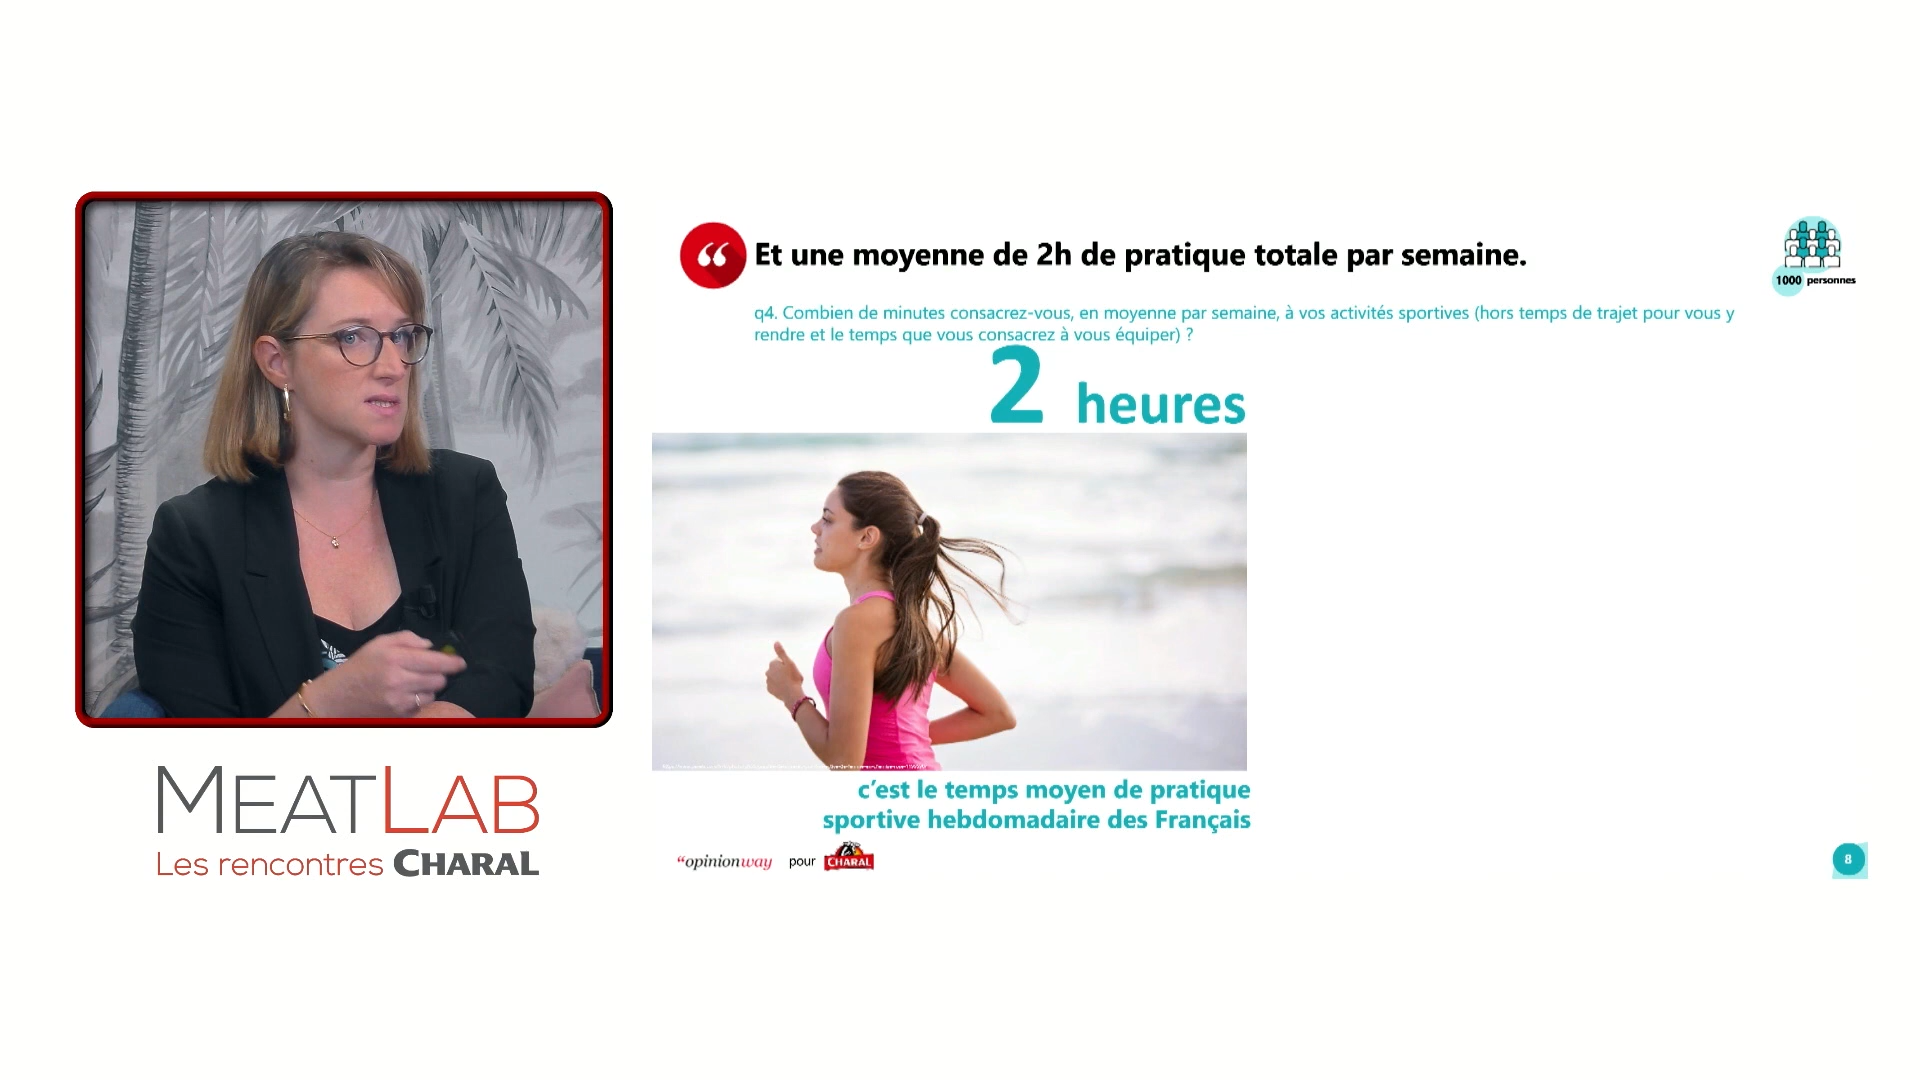 Et une moyenne de 2h de pratique totale par semaine.
1000 personnes
q4. Combien de minutes consacrez-vous, en moyenne par semaine, à vos activités sportives (hors temps de trajet pour vous y
rendre et le temps que vous consacrez à vous équiper) ?
2 heures
c’est le temps moyen de pratique
sportive hebdomadaire des Français
“opinionway pour CHARAL
8
MEATLAB
Les rencontres CHARAL